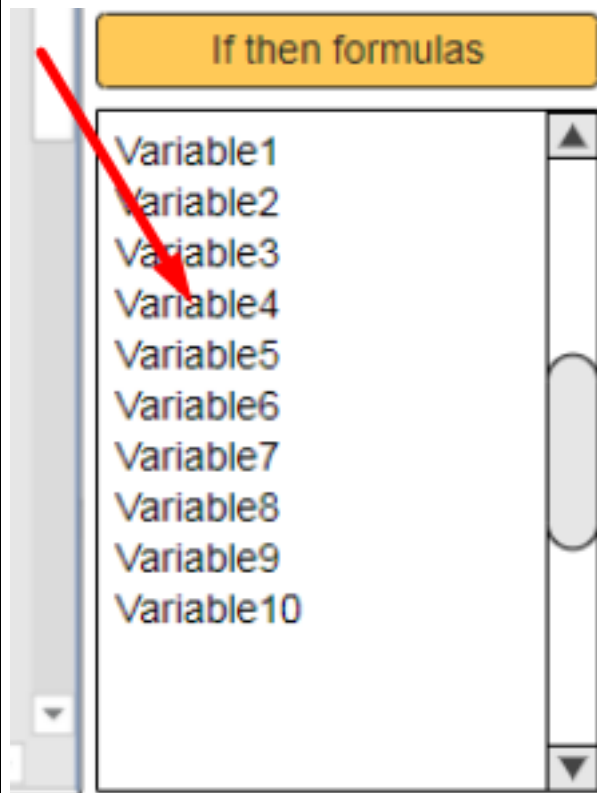 If then formulas
Variable1
Variable2
Variable3
Variable4
Variable5
Variable6
Variable7
Variable8
Variable9
Variable10